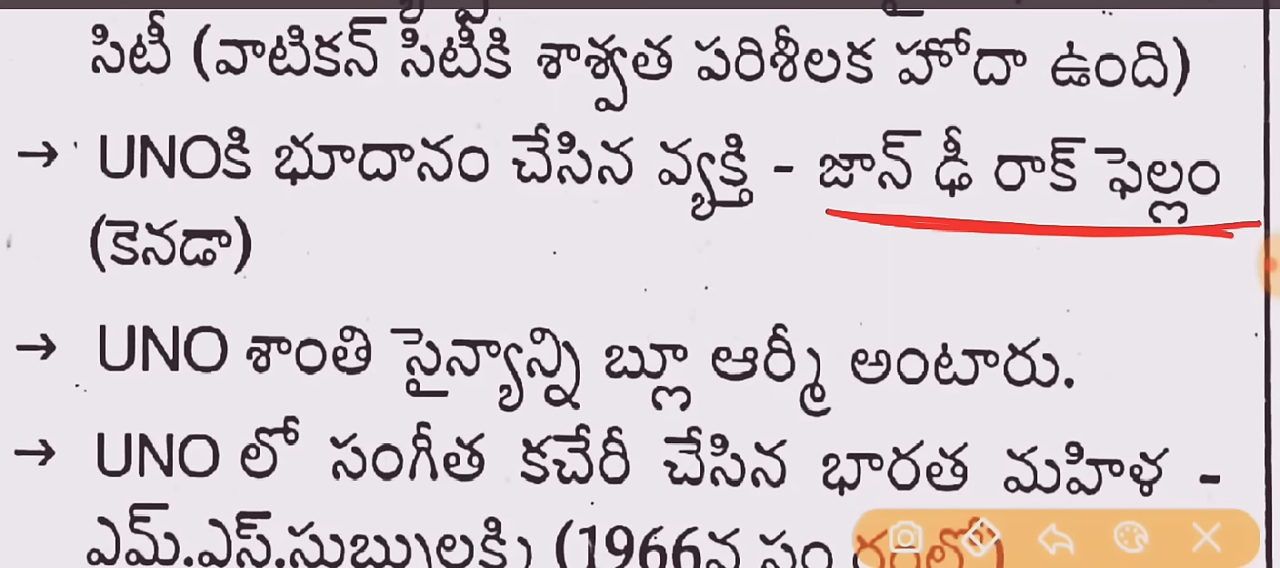 సిటీ (వాటికన్ సిటీకి శాశ్వత పరిశీలక హోదా ఉంది)
→ UNOకి భూదానం చేసిన వ్యక్తి - జాన్ ఢీ రాక్ ఫెల్లం
(కెనడా)
→ UNO శాంతి సైన్యాన్ని బ్లూ ఆర్మీ అంటారు.
→ UNO లో సంగీత కచేరీ చేసిన భారత మహిళ -
ఎమ్.ఎస్.సుబ్బులక్ష్మి (1966వ సం